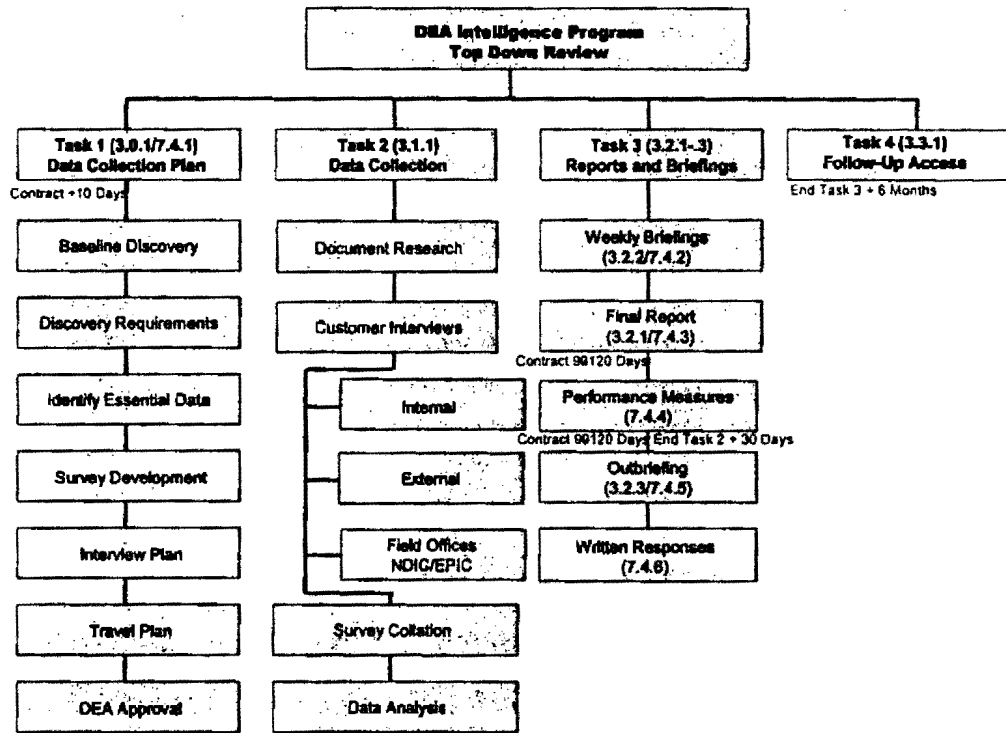 DEA Intelligence Program
Top Down Review
Task 1 (3.0.1/7.4.1)
Data Collection Plan
Contract +10 Days
Baseline Discovery
Discovery Requirements
Identify Essential Data
Survey Development
Interview Plan
Travel Plan
DEA Approval
Task 2 (3.1.1)
Data Collection
Document Research
Customer Interviews
Internal
External
Field Offices
NDIC/EPIC
Survey Collation
Data Analysis
Task 3 (3.2.1-.3)
Reports and Briefings
Weekly Briefings
(3.2.2/7.4.2)
Final Report
(3.2.1/7.4.3)
Contract 99120 Days
Performance Measures
(7.4.4)
Contract 99120 Days End Task 2 + 30 Days
Outbriefing
(3.2.3/7.4.5)
Written Responses
(7.4.6)
Task 4 (3.3.1)
Follow-Up Access
End Task 3 + 6 Months